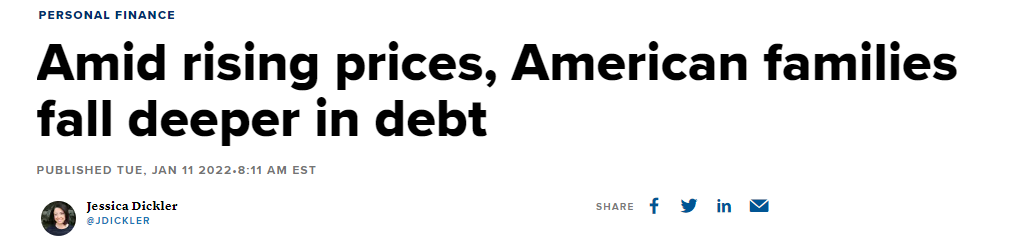 PERSONAL FINANCE
Amid rising prices, American families
fall deeper in debt
PUBLISHED TUE, JAN 11 2022•8:11 AM EST
Jessica Dickler
@JDICKLER
SHARE